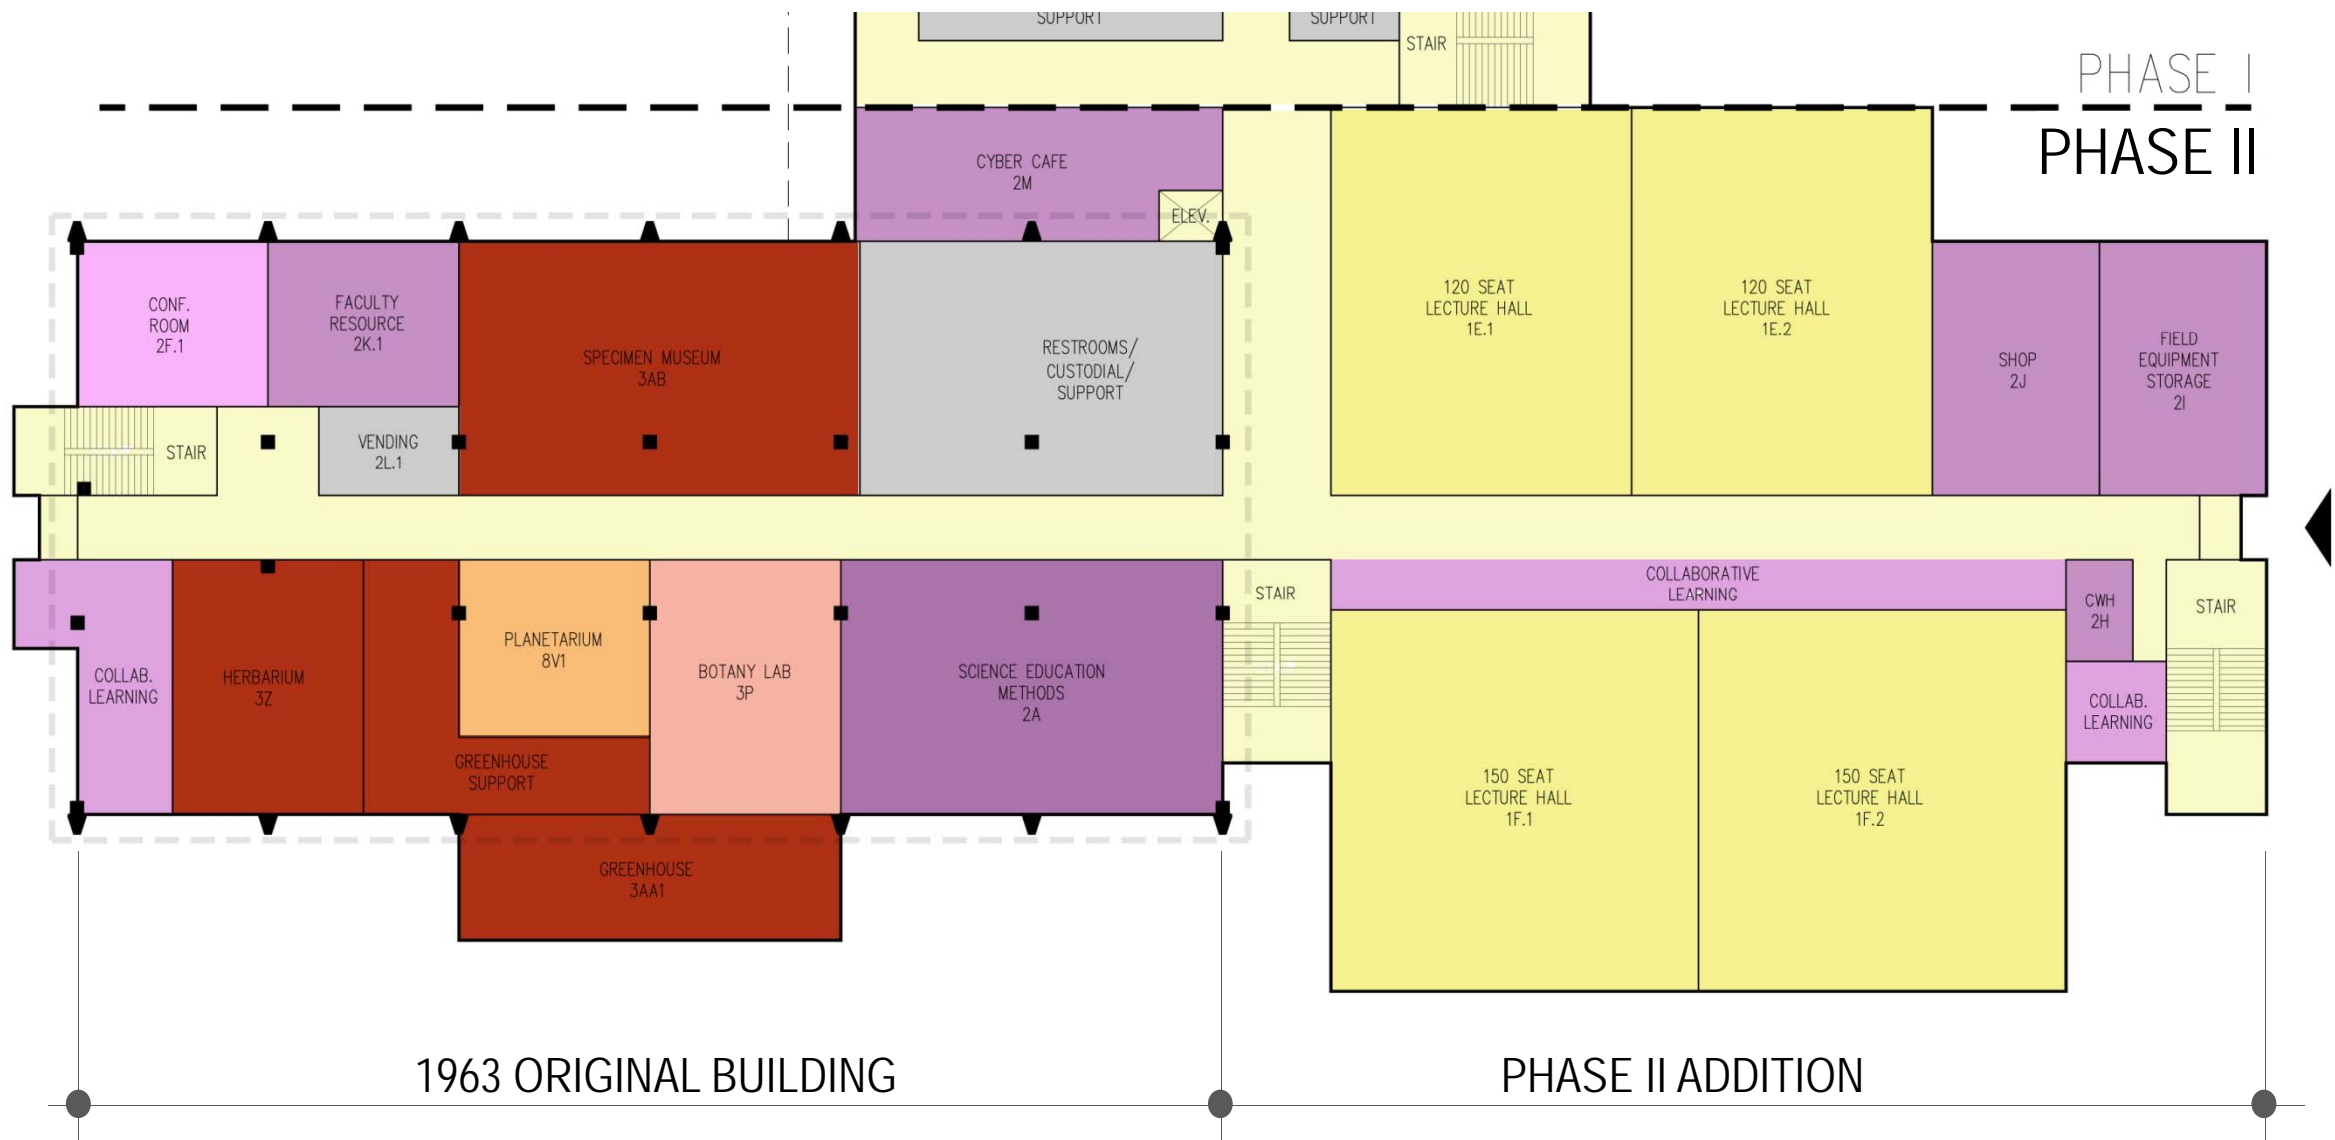 SUPPORT
SUPPORT
STAIR
PHASE I
PHASE II
CYBER CAFE
2M
ELEV.
CONF.
ROOM
2F.1
FACULTY
RESOURCE
2K.1
SPECIMEN MUSEUM
3AB
RESTROOMS/
CUSTODIAL/
SUPPORT
120 SEAT
LECTURE HALL
1E.1
120 SEAT
LECTURE HALL
1E.2
SHOP
2J
FIELD
EQUIPMENT
STORAGE
2I
STAIR
VENDING
2L.1
COLLAB.
LEARNING
HERBARIUM
3Z
PLANETARIUM
8V1
GREENHOUSE
SUPPORT
BOTANY LAB
3P
SCIENCE EDUCATION
METHODS
2A
STAIR
COLLABORATIVE
LEARNING
CWH
2H
STAIR
COLLAB.
LEARNING
150 SEAT
LECTURE HALL
1F.1
150 SEAT
LECTURE HALL
1F.2
GREENHOUSE
3AA1
1963 ORIGINAL BUILDING
PHASE II ADDITION